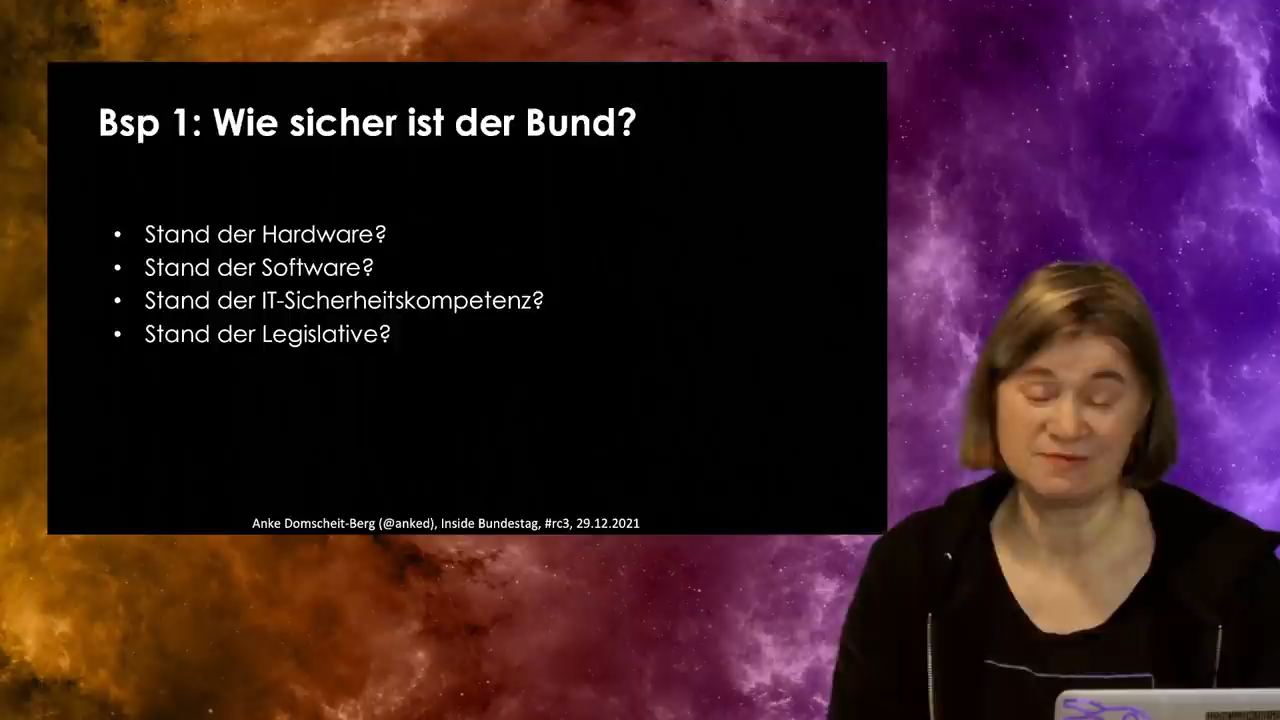 Bsp 1: Wie sicher ist der Bund?
• Stand der Hardware?
• Stand der Software?
• Stand der IT-Sicherheitskompetenz?
• Stand der Legislative?
Anke Domscheit-Berg (@anked), Inside Bundestag, #rc3, 29.12.2021